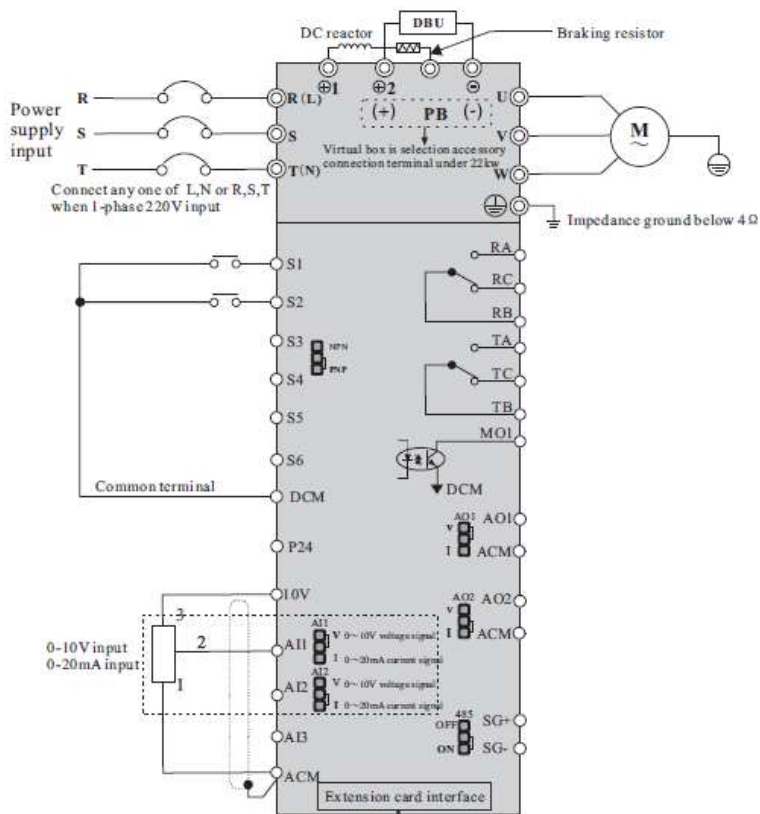 DBU
DC reactor
Braking resistor
⊕1
⊕2
⊖
Power
supply
input
R
R(L)
S
S
T
T(N)
(+) PB (-)
Virtual box is selection accessory
connection terminal under 22kw
U
V
W
M
~
Connect any one of L,N or R,S,T
when 1-phase 220V input
Impedance ground below 4Ω
S1
S2
S3
S4
S5
S6
NPN
PNP
Common terminal
DCM
P24
RA
RC
RB
TA
TC
TB
MO1
DCM
AO1
V
I
AO1
ACM
AO2
V
I
AO2
ACM
10V
3
2
1
0-10V input
0-20mA input
AI1
AI1
V 0～10V voltage signal
I 0～20mA current signal
AI2
AI2
V 0～10V voltage signal
I 0～20mA current signal
AI3
ACM
485
OFF
ON
SG+
SG-
Extension card interface